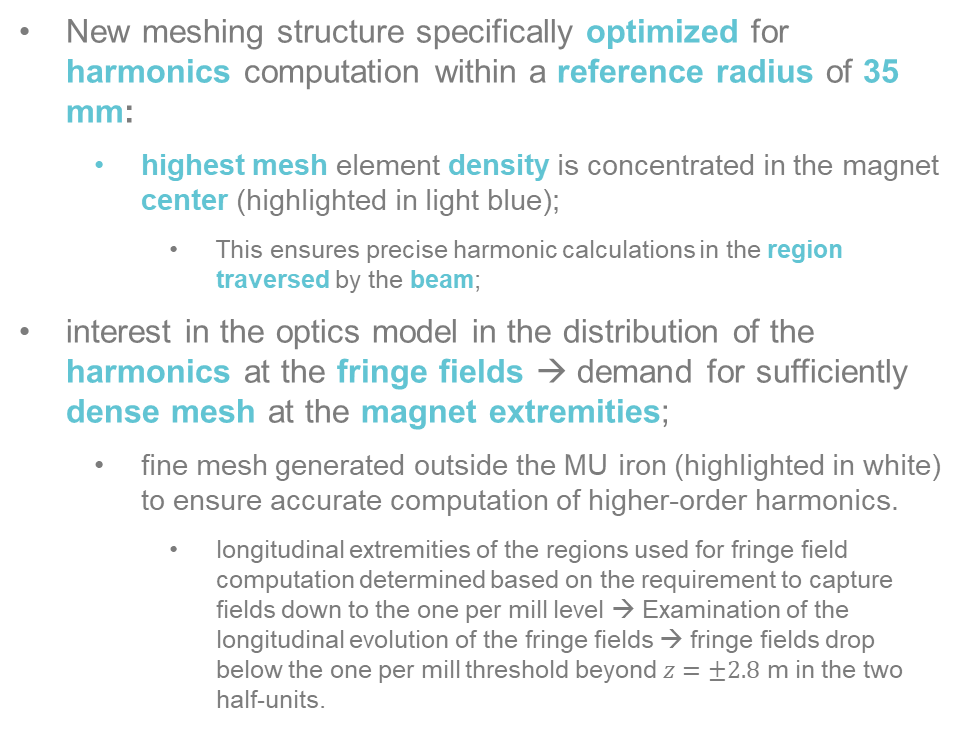 • New meshing structure specifically optimized for
harmonics computation within a reference radius of 35
mm:
• highest mesh element density is concentrated in the magnet
center (highlighted in light blue);
• This ensures precise harmonic calculations in the region
traversed by the beam;
• interest in the optics model in the distribution of the
harmonics at the fringe fields → demand for sufficiently
dense mesh at the magnet extremities;
• fine mesh generated outside the MU iron (highlighted in white)
to ensure accurate computation of higher-order harmonics.
• longitudinal extremities of the regions used for fringe field
computation determined based on the requirement to capture
fields down to the one per mill level → Examination of the
longitudinal evolution of the fringe fields → fringe fields drop
below the one per mill threshold beyond z = ±2.8 m in the two
half-units.